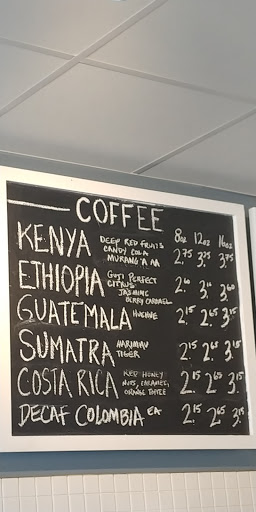 COFFEE
8oz 12oz 16oz
KENYA DEEP RED FRUITS CANDY COLA MURANG'A AA 2.75 3.25 3.75
ETHIOPIA PERFECT CITRUS JASMINE BERRY CARAMEL 2.60 3.10 3.60
GUATEMALA 2.15 2.65 3.15
SUMATRA HARIMAU TIGER 2.15 2.65 3.15
COSTA RICA RED HONEY NUTS, CARAMEL, ORANGE 2.15 2.65 3.15
DECAF COLOMBIA EA 2.15 2.65 3.15